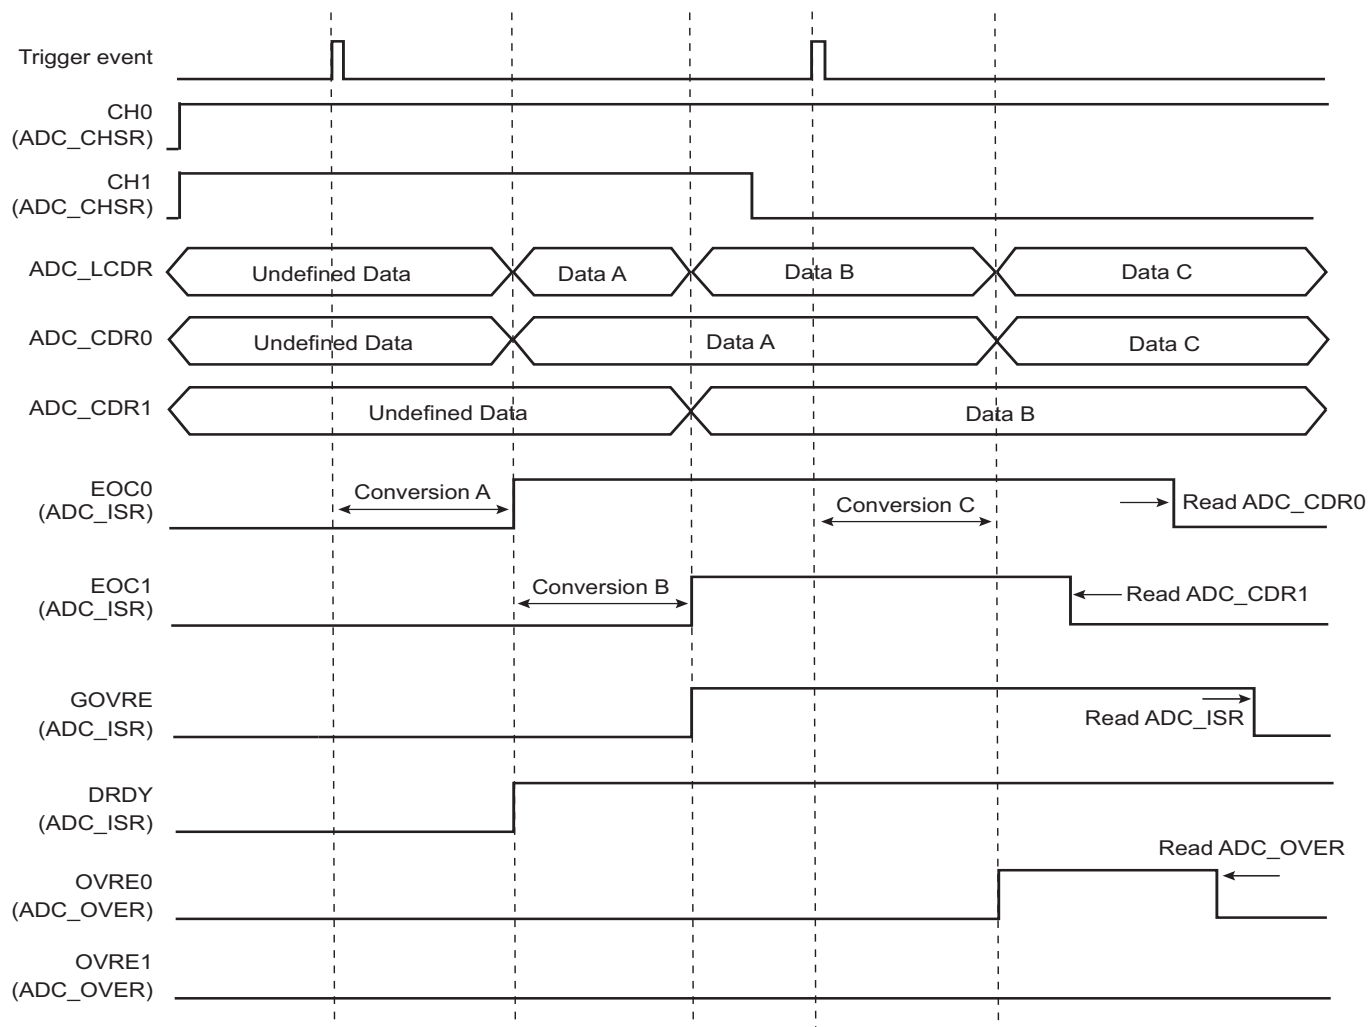 Trigger event
CH0
(ADC_CHSR)
CH1
(ADC_CHSR)
ADC_LCDR
Undefined Data
Data A
Data B
Data C
ADC_CDR0
Undefined Data
Data A
Data C
ADC_CDR1
Undefined Data
Data B
EOC0
(ADC_ISR)
Conversion A
Conversion C
Read ADC_CDR0
EOC1
(ADC_ISR)
Conversion B
Read ADC_CDR1
GOVRE
(ADC_ISR)
Read ADC_ISR
DRDY
(ADC_ISR)
Read ADC_OVER
OVRE0
(ADC_OVER)
OVRE1
(ADC_OVER)